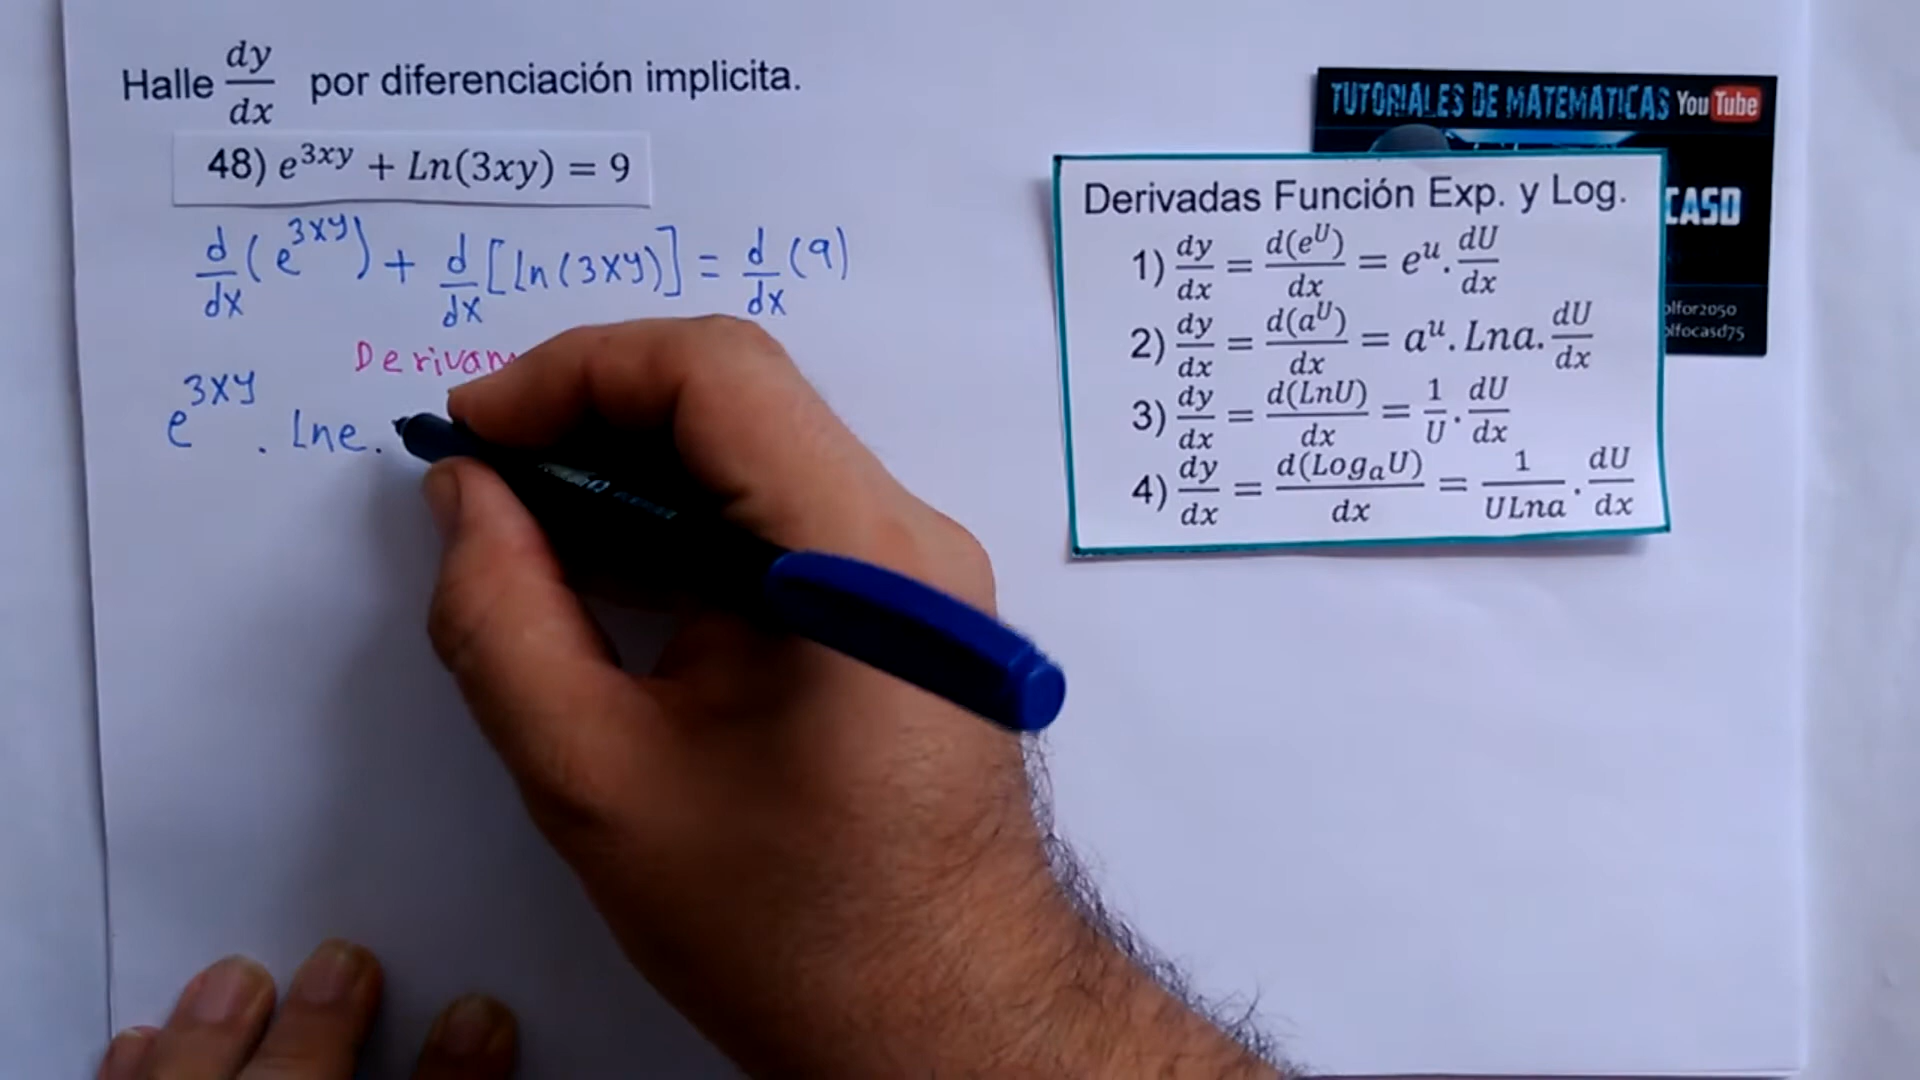 Halle dy/dx por diferenciación implicita.
48) e^{3xy} + Ln(3xy) = 9
d/dx (e^{3xy}) + d/dx [ln(3xy)] = d/dx (9)
e^{3xy} . Lne.
TUTORIALES DE MATEMATICAS YouTube
Derivadas Función Exp. y Log.
1) dy/dx = d(e^U)/dx = e^u . dU/dx
2) dy/dx = d(a^U)/dx = a^u . Lna. dU/dx
3) dy/dx = d(LnU)/dx = 1/U . dU/dx
4) dy/dx = d(Log_aU)/dx = 1/ULna . dU/dx